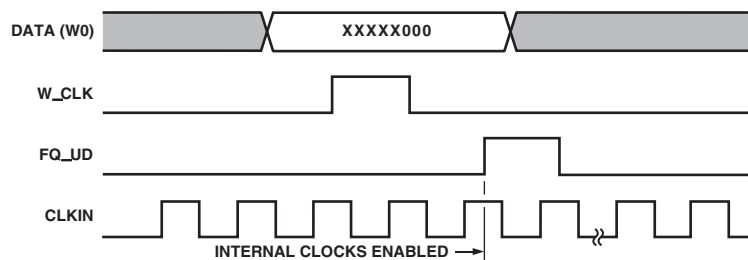 DATA (W0)
XXXXX000
W_CLK
FQ_UD
CLKIN
INTERNAL CLOCKS ENABLED